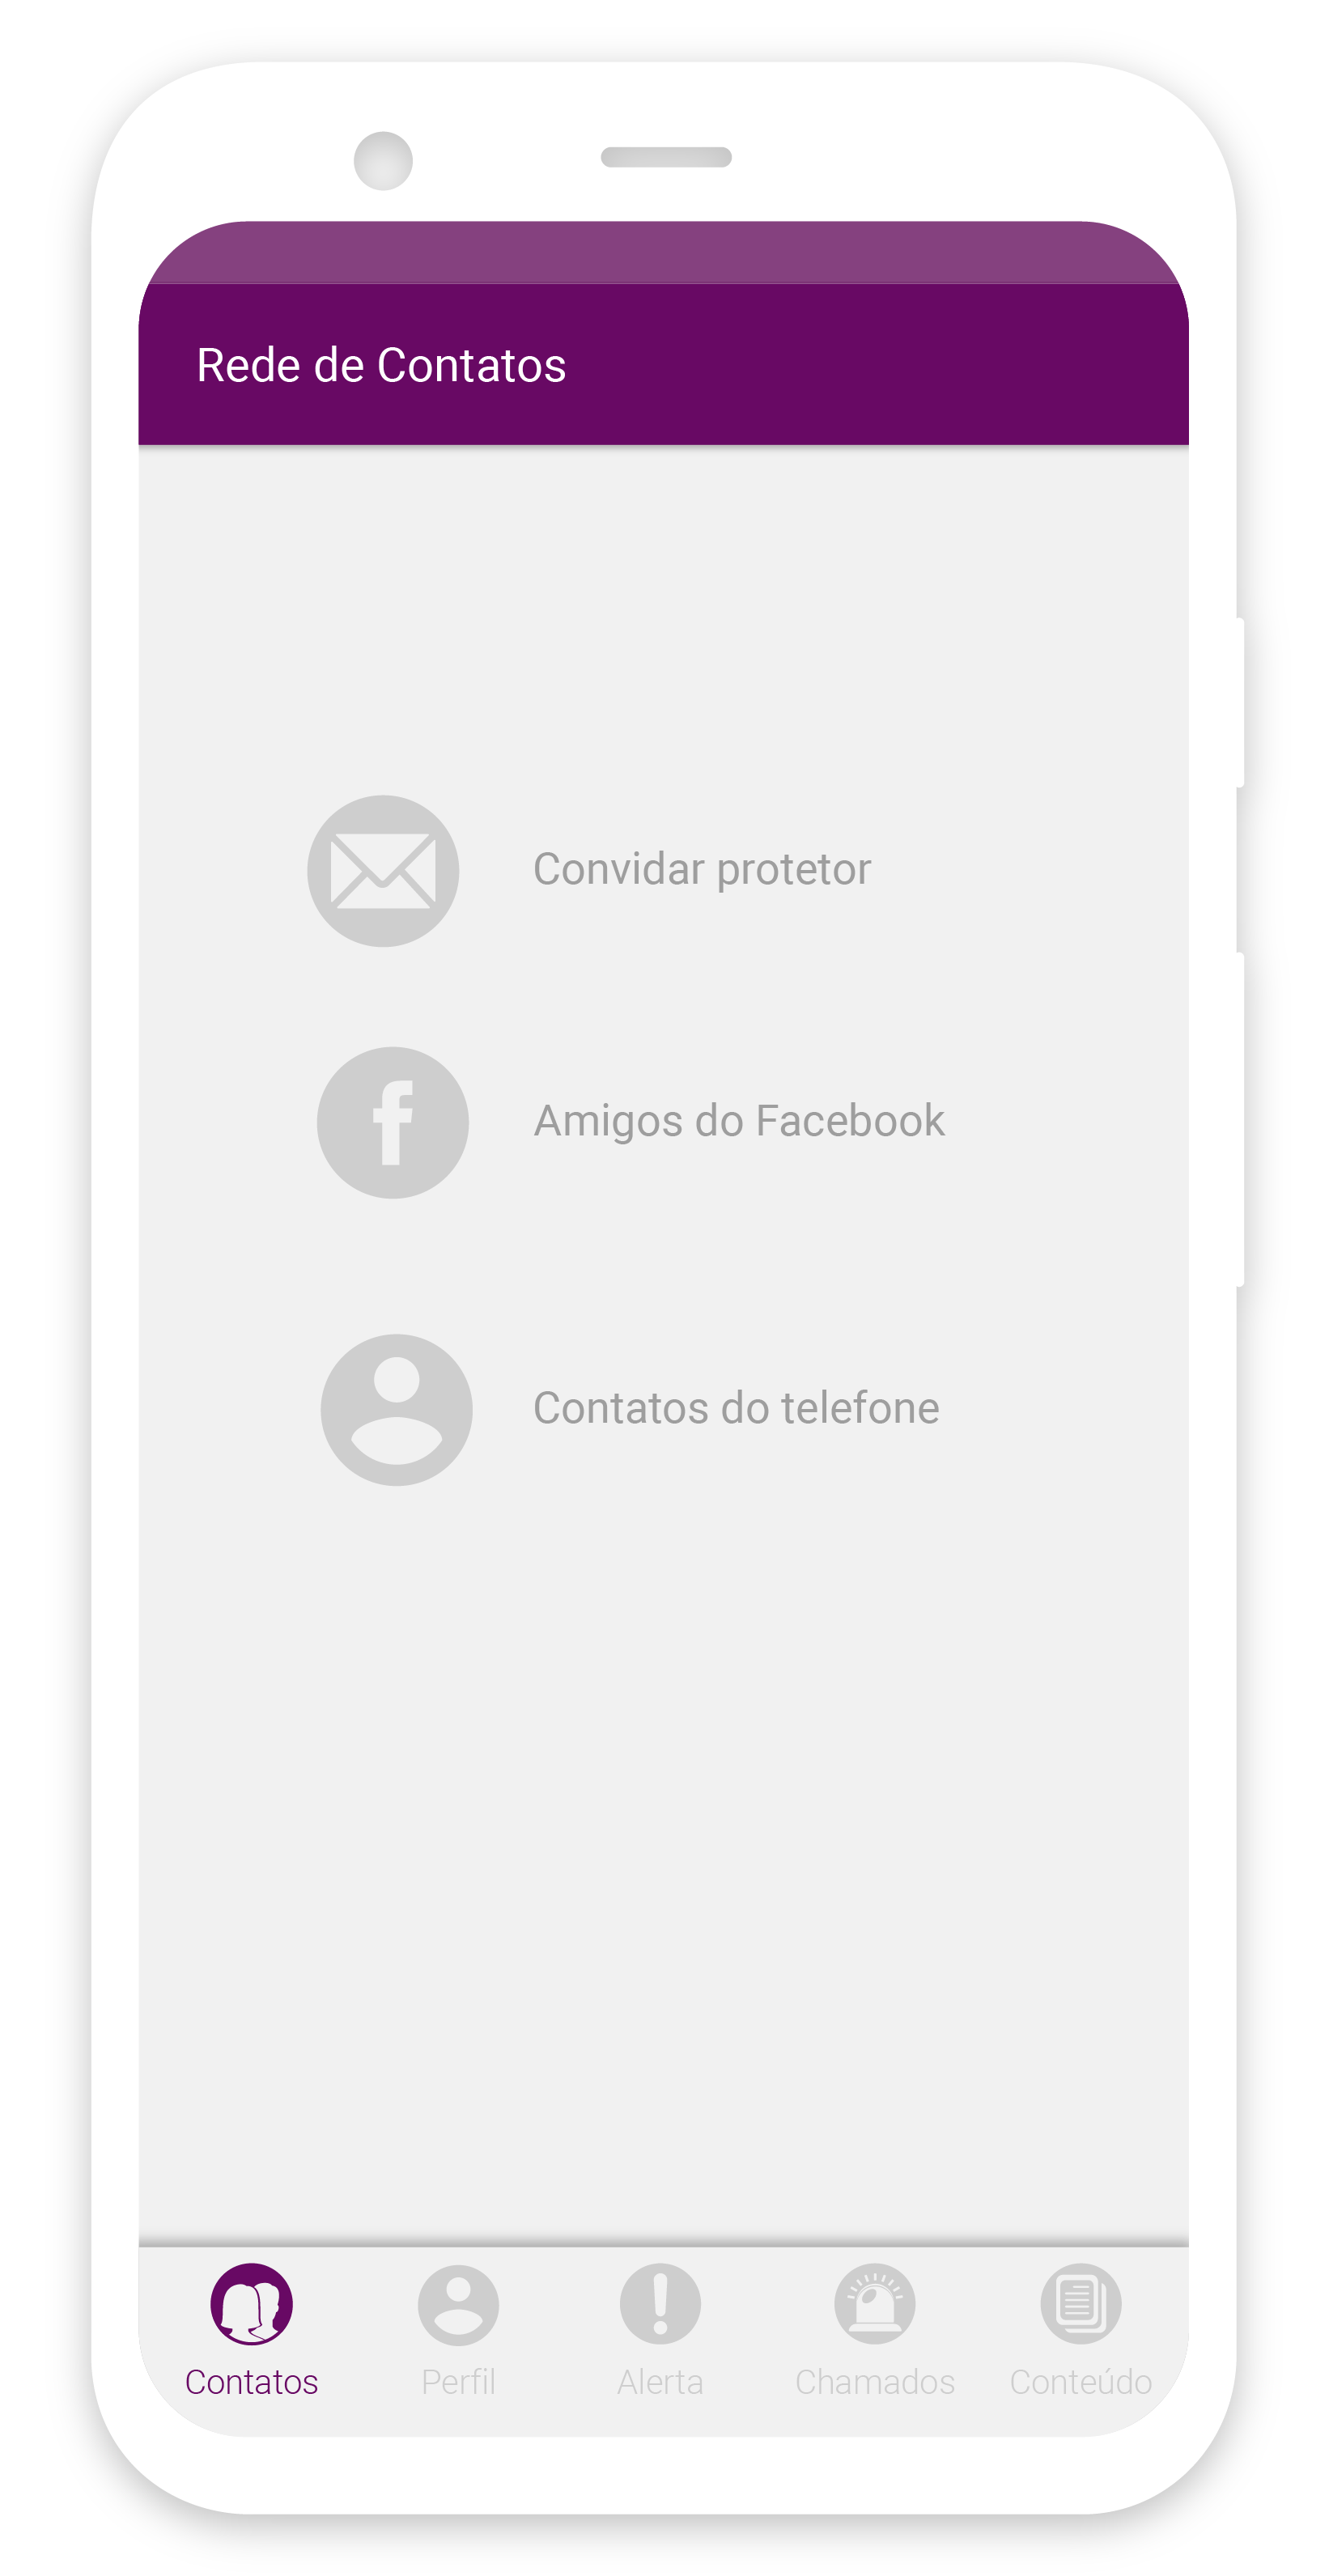 Rede de Contatos
Convidar protetor
Amigos do Facebook
Contatos do telefone
Contatos
Perfil
Alerta
Chamados
Conteúdo